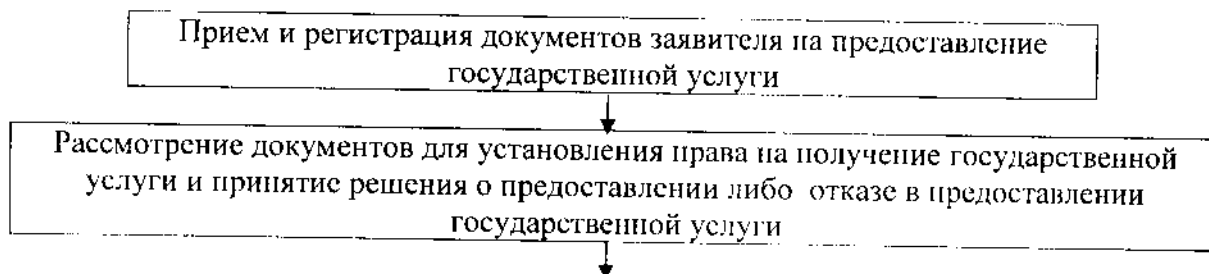 Прием и регистрация документов заявителя на предоставление
государственной услуги
Рассмотрение документов для установления права на получение государственной
услуги и принятие решения о предоставлении либо отказе в предоставлении
государственной услуги